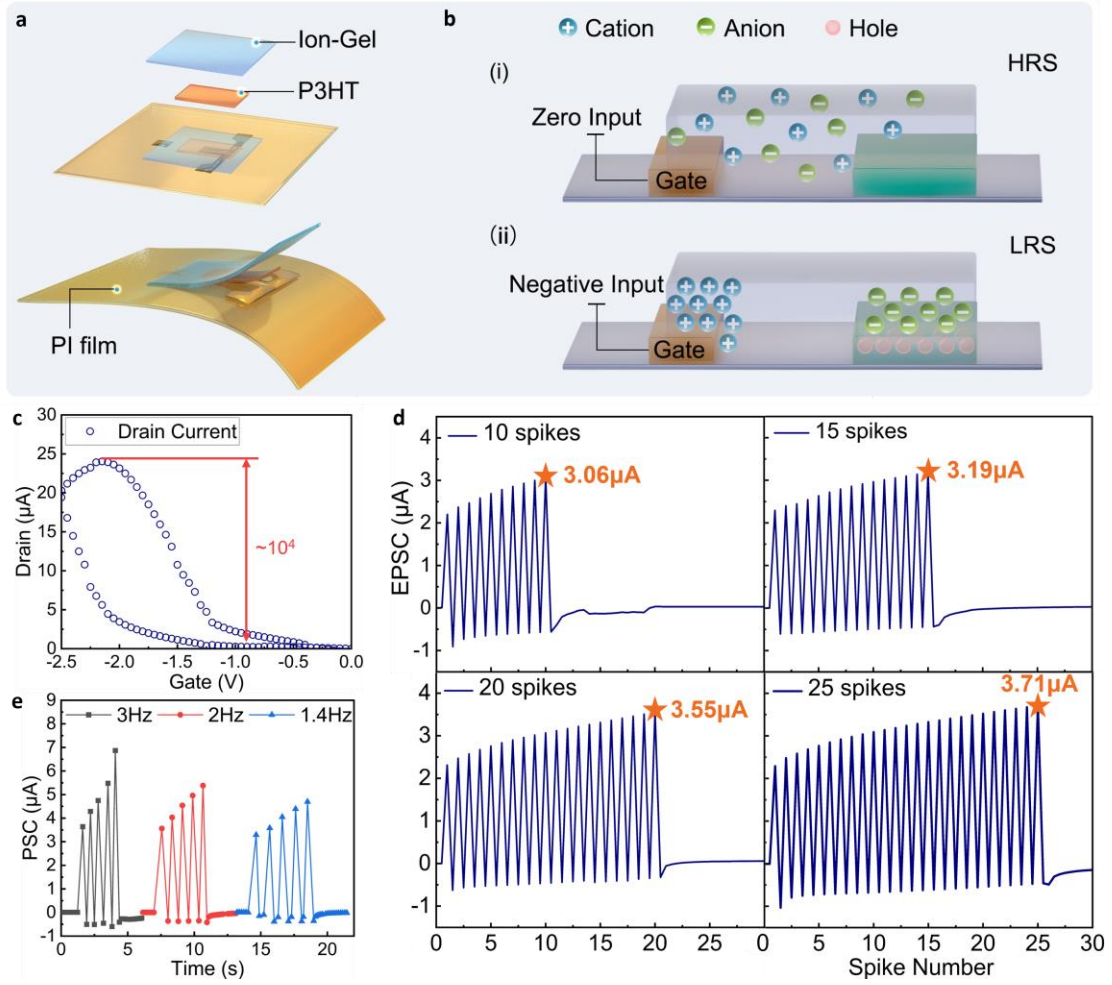 a
Ion-Gel
P3HT
PI film
b
Cation
Anion
Hole
(i)
HRS
Zero Input
Gate
(ii)
LRS
Negative Input
Gate
c
Drain Current
~10⁴
Drain (μA)
30
25
20
15
10
5
0
-2.5
-2.0
-1.5
-1.0
-0.5
0.0
Gate (V)
d
10 spikes
3.06μA
15 spikes
3.19μA
20 spikes
3.55μA
25 spikes
3.71μA
EPSC (μA)
4
3
2
1
0
-1
4
3
2
1
0
-1
0
5
10
15
20
25
5
10
15
20
25
30
Spike Number
e
3Hz
2Hz
1.4Hz
PSC (μA)
9
8
7
6
5
4
3
2
1
0
-1
0
5
10
15
20
Time (s)